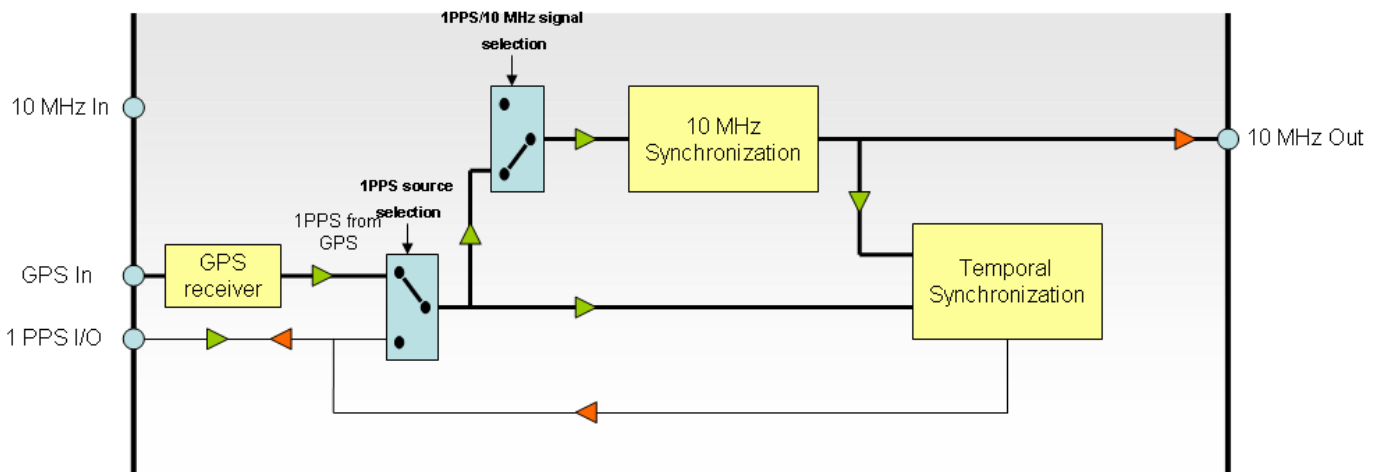 1PPS/10 MHz signal
selection
10 MHz In
10 MHz
Synchronization
10 MHz Out
1PPS source
selection
1PPS from
GPS
GPS In
GPS
receiver
Temporal
Synchronization
1 PPS I/O